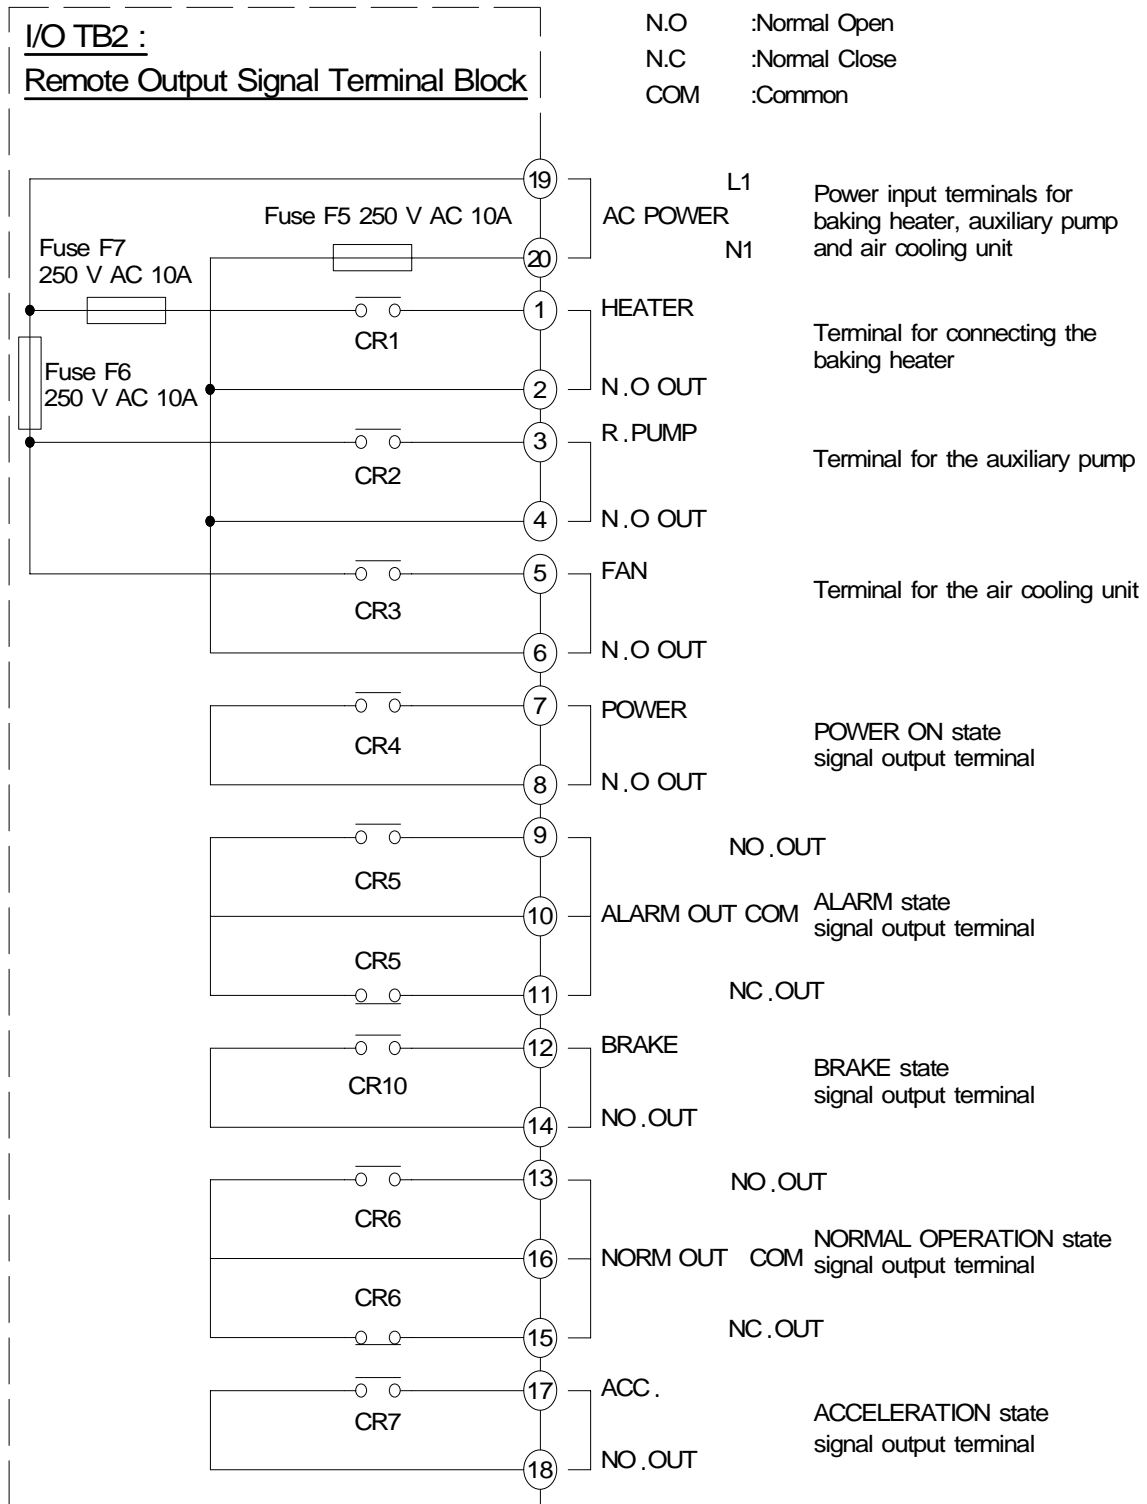 I/O TB2 :
Remote Output Signal Terminal Block
N.O :Normal Open
N.C :Normal Close
COM :Common
19
L1
AC POWER
N1
Power input terminals for
baking heater, auxiliary pump
and air cooling unit
Fuse F5 250 V AC 10A
20
Fuse F7
250 V AC 10A
CR1
1
HEATER
Terminal for connecting the
baking heater
Fuse F6
250 V AC 10A
2
N.O OUT
CR2
3
R.PUMP
Terminal for the auxiliary pump
4
N.O OUT
CR3
5
FAN
Terminal for the air cooling unit
6
N.O OUT
CR4
7
POWER
POWER ON state
signal output terminal
8
N.O OUT
9
NO.OUT
CR5
10
ALARM OUT COM
ALARM state
signal output terminal
CR5
11
NC.OUT
12
BRAKE
CR10
BRAKE state
signal output terminal
14
NO.OUT
13
NO.OUT
CR6
16
NORM OUT COM
NORMAL OPERATION state
signal output terminal
CR6
15
NC.OUT
17
ACC.
CR7
ACCELERATION state
signal output terminal
18
NO.OUT